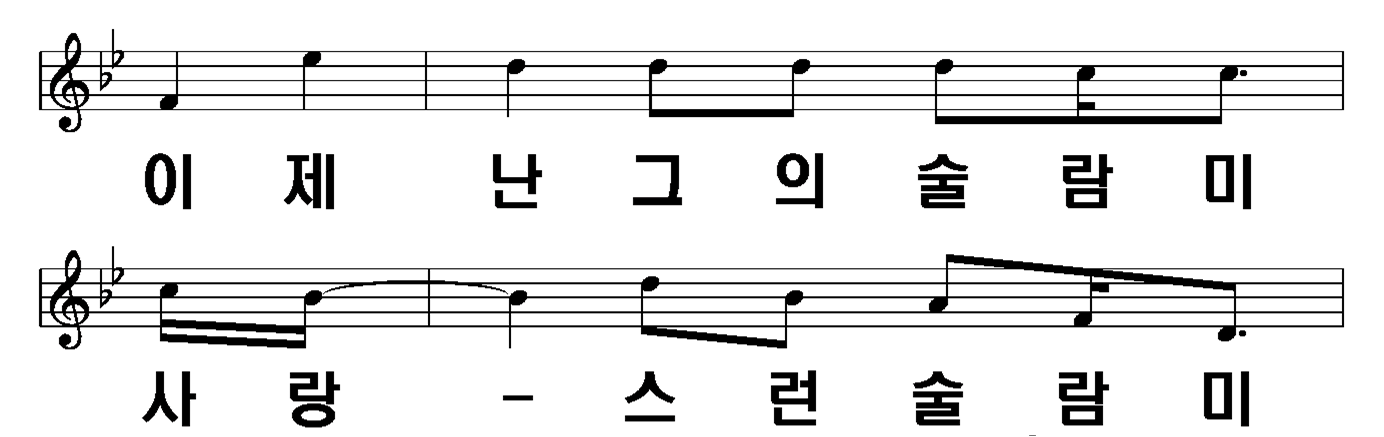 이 제 난 그 의 술 람 미
사 랑 - 스 런 술 람 미